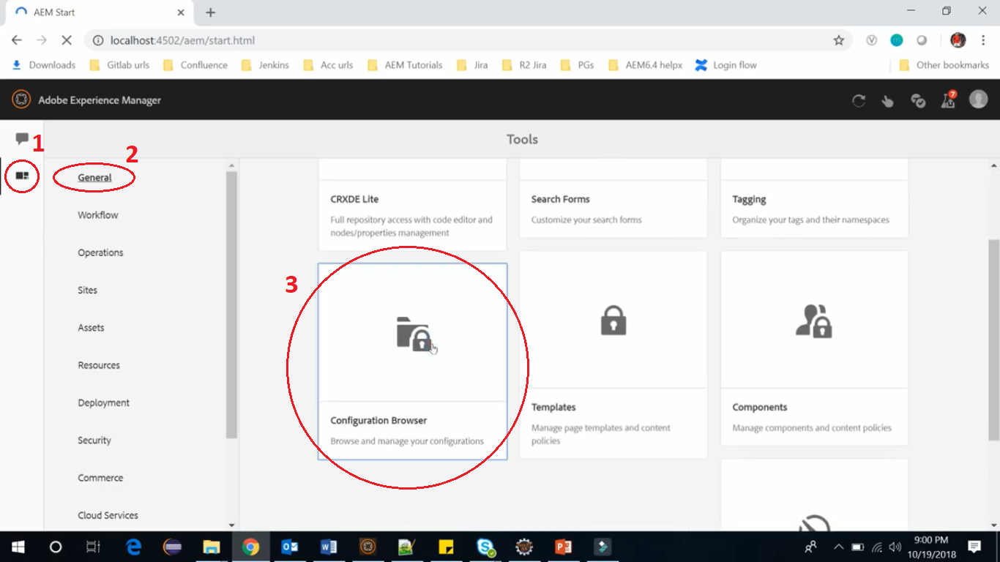 AEM Start
localhost:4502/aem/start.html
Downloads Gitlab urls Confluence Jenkins Acc urls AEM Tutorials Jira R2 Jira PGs AEM6.4 helpx Login flow Other bookmarks
Adobe Experience Manager
7
Tools
1
2
General
Workflow
Operations
Sites
Assets
Resources
Deployment
Security
Commerce
Cloud Services
CRXDE Lite
Full repository access with code editor and
nodes/properties management
Search Forms
Customize your search forms
Tagging
Organize your tags and their namespaces
3
Configuration Browser
Browse and manage your configurations
Templates
Manage page templates and content
policies
Components
Manage components and content policies
9:00 PM
10/19/2018